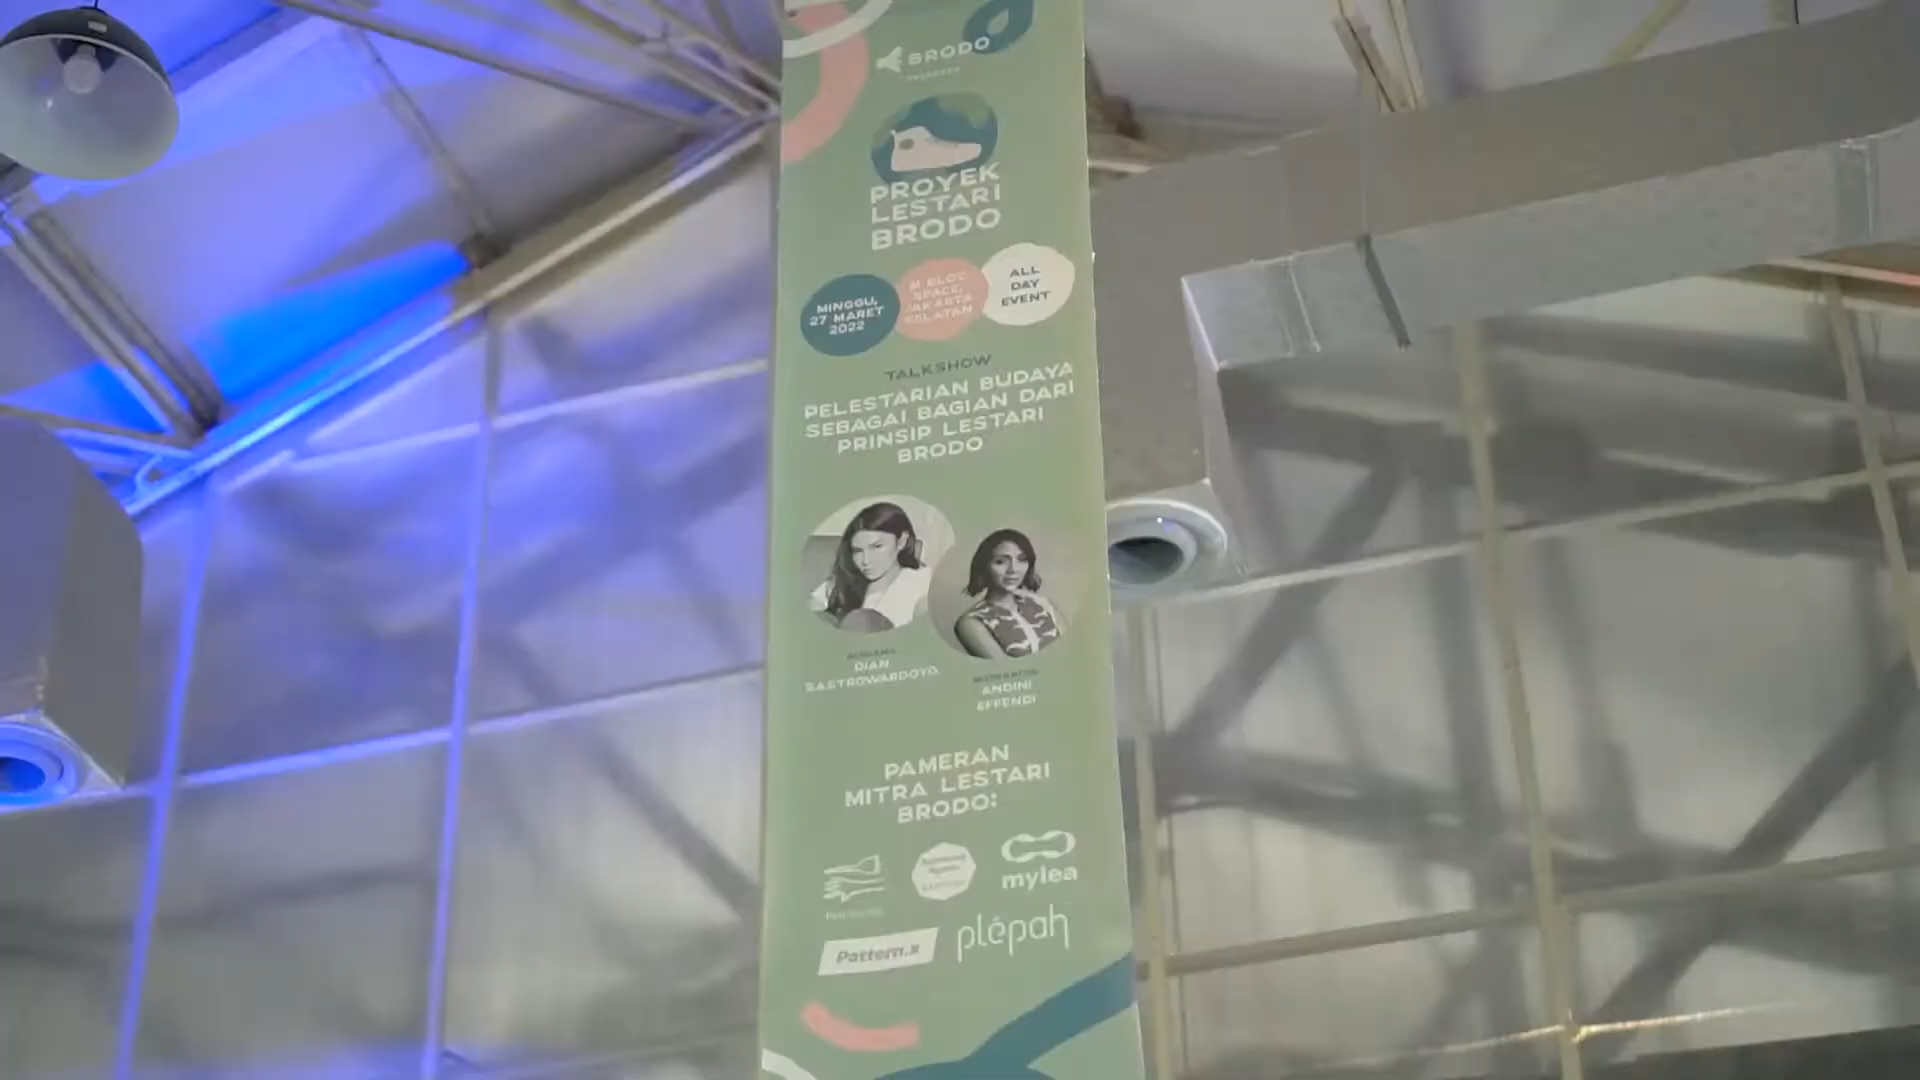 BRODO
PROYEK
LESTARI
BRODO
MINGGU,
27 MARET
2022
M BLOC
SPACE,
JAKARTA
SELATAN
ALL
DAY
EVENT
TALKSHOW
PELESTARIAN BUDAYA
SEBAGAI BAGIAN DARI
PRINSIP LESTARI
BRODO
DIAN
SASTROWARDOYO
ANDINI
EFFENDI
PAMERAN
MITRA LESTARI
BRODO:
mylea
Pattern.x
plépah